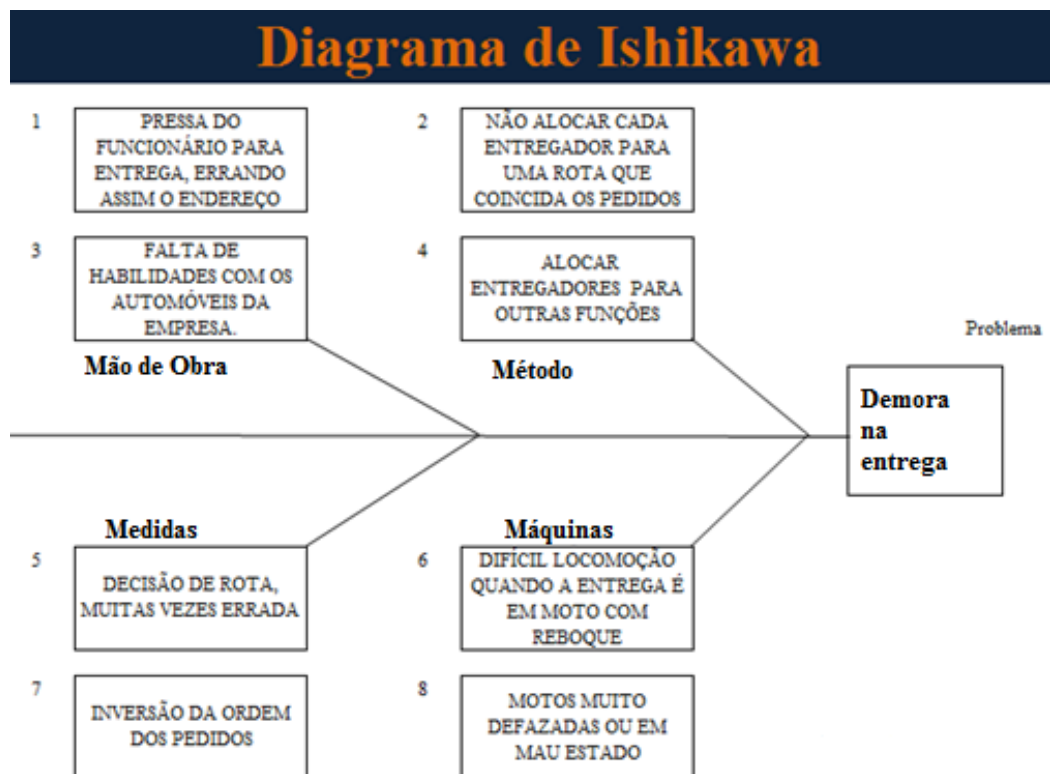 Diagrama de Ishikawa
1
PRESSA DO
FUNCIONÁRIO PARA
ENTREGA, ERRANDO
ASSIM O ENDEREÇO
2
NÃO ALOCAR CADA
ENTREGADOR PARA
UMA ROTA QUE
COINCIDA OS PEDIDOS
3
FALTA DE
HABILIDADES COM OS
AUTOMÓVEIS DA
EMPRESA.
4
ALOCAR
ENTREGADORES PARA
OUTRAS FUNÇÕES
Mão de Obra
Método
Problema
Demora
na
entrega
Medidas
Máquinas
5
DECISÃO DE ROTA,
MUITAS VEZES ERRADA
6
DIFÍCIL LOCOMOÇÃO
QUANDO A ENTREGA É
EM MOTO COM
REBOQUE
7
INVERSÃO DA ORDEM
DOS PEDIDOS
8
MOTOS MUITO
DEFAZADAS OU EM
MAU ESTADO